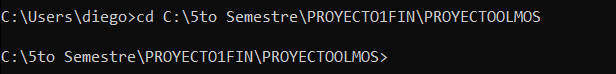 C:\Users\diego>cd C:\5to Semestre\PROYECTO1FIN\PROYECTOOLMOS
C:\5to Semestre\PROYECTO1FIN\PROYECTOOLMOS>